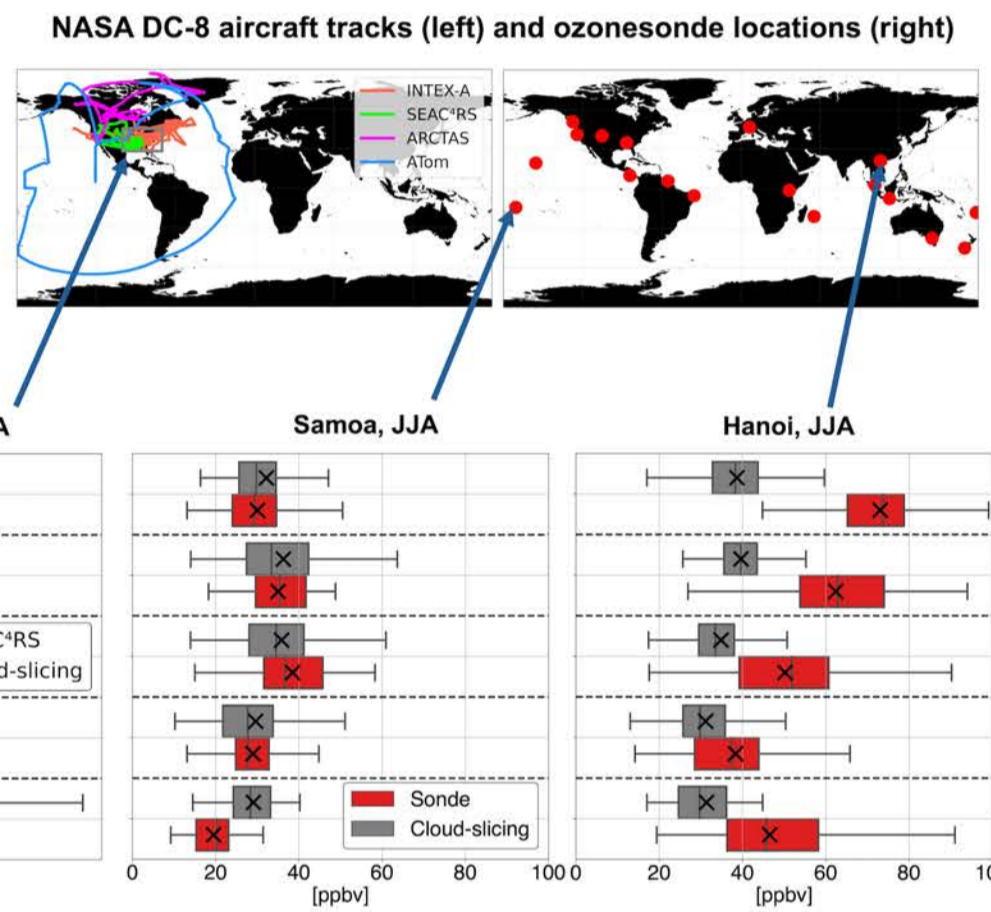 NASA DC-8 aircraft tracks (left) and ozonesonde locations (right)
INTEX-A
SEAC⁴RS
ARCTAS
ATom
A
Samoa, JJA
Hanoi, JJA
C⁴RS
d-slicing
Sonde
Cloud-slicing
0 20 40 60 80 100
[ppbv]
0 20 40 60 80 10
[ppbv]